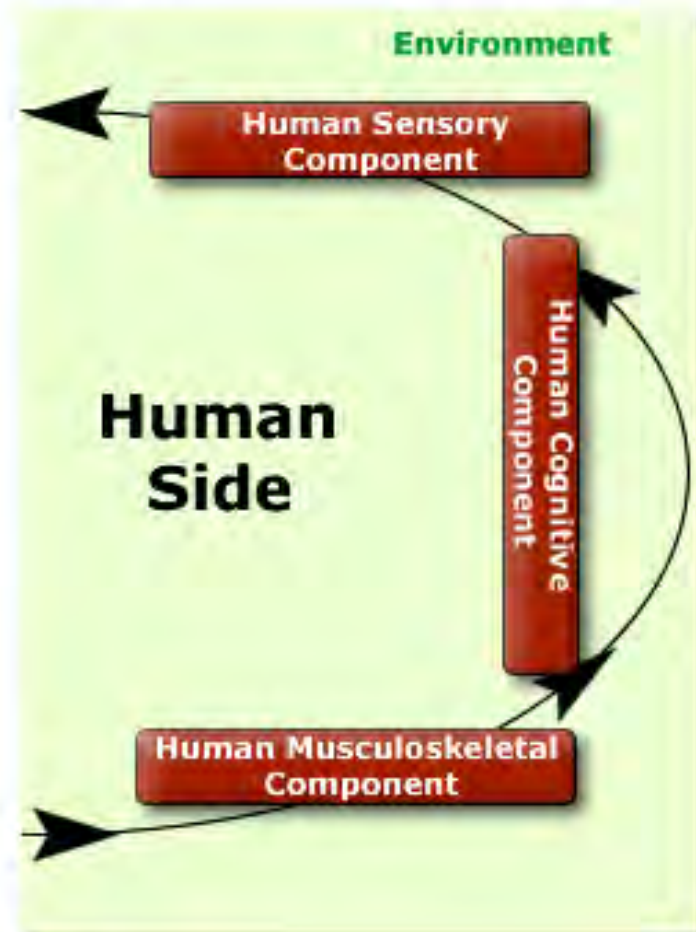 Environment
Human Sensory
Component
Human Cognitive
Component
Human
Side
Human Musculoskeletal
Component